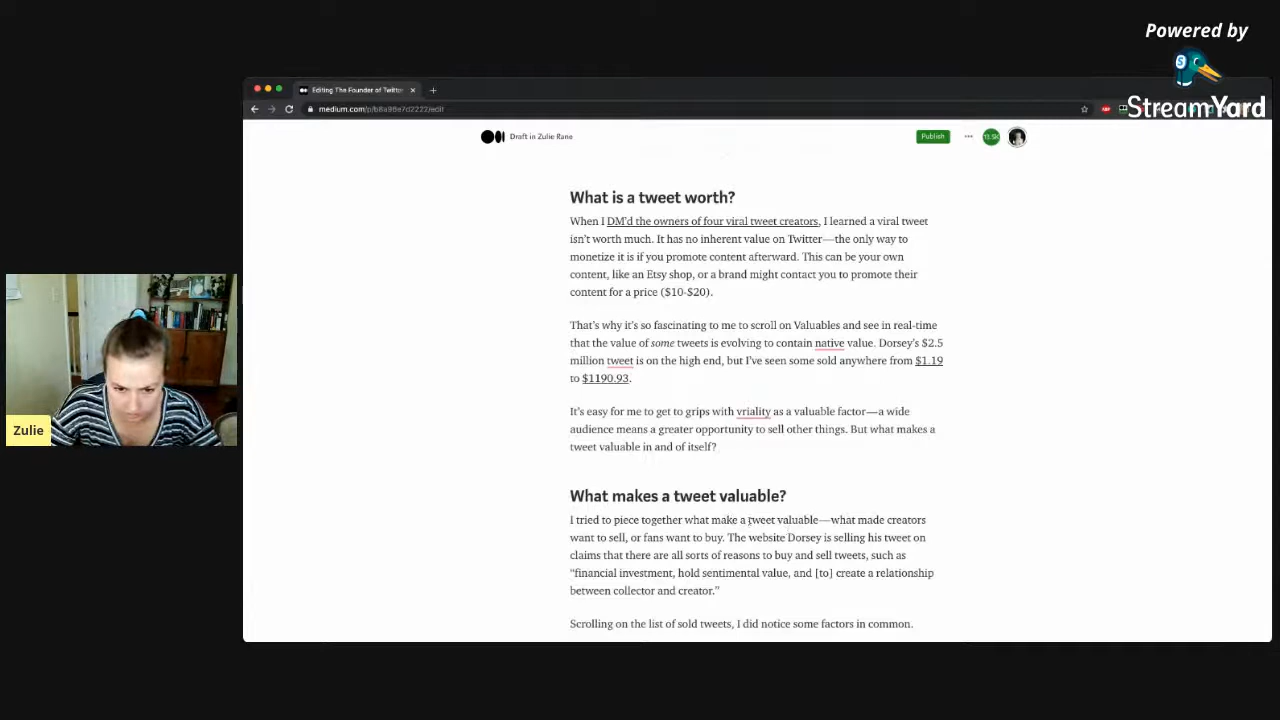 Powered by
StreamYard
Editing The Founder of Twitter
medium.com/p/b8a98e7d2222/edit
Draft in Zulie Rane
Publish
What is a tweet worth?
When I DM'd the owners of four viral tweet creators, I learned a viral tweet
isn't worth much. It has no inherent value on Twitter—the only way to
monetize it is if you promote content afterward. This can be your own
content, like an Etsy shop, or a brand might contact you to promote their
content for a price ($10-$20).
That's why it's so fascinating to me to scroll on Valuables and see in real-time
that the value of some tweets is evolving to contain native value. Dorsey's $2.5
million tweet is on the high end, but I've seen some sold anywhere from $1.19
to $1190.93.
It's easy for me to get to grips with vriality as a valuable factor—a wide
audience means a greater opportunity to sell other things. But what makes a
tweet valuable in and of itself?
Zulie
What makes a tweet valuable?
I tried to piece together what make a tweet valuable—what made creators
want to sell, or fans want to buy. The website Dorsey is selling his tweet on
claims that there are all sorts of reasons to buy and sell tweets, such as
"financial investment, hold sentimental value, and [to] create a relationship
between collector and creator."
Scrolling on the list of sold tweets, I did notice some factors in common.